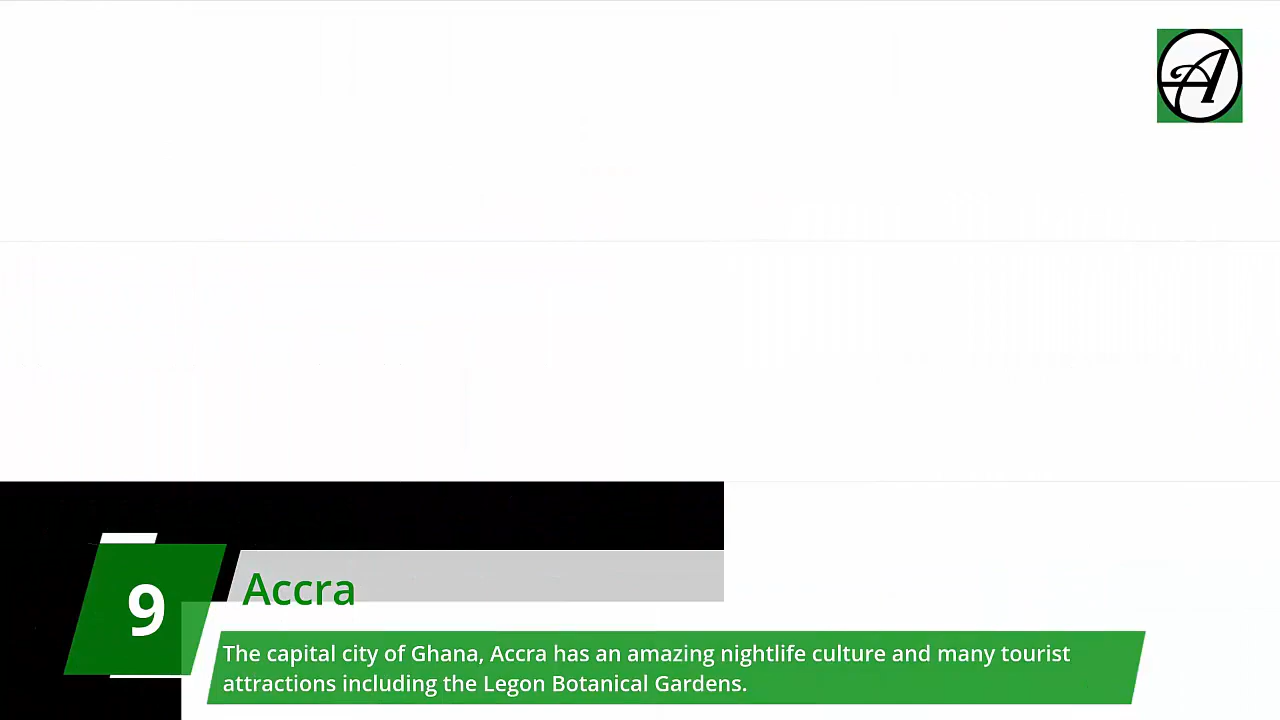 A
9
Accra
The capital city of Ghana, Accra has an amazing nightlife culture and many tourist
attractions including the Legon Botanical Gardens.